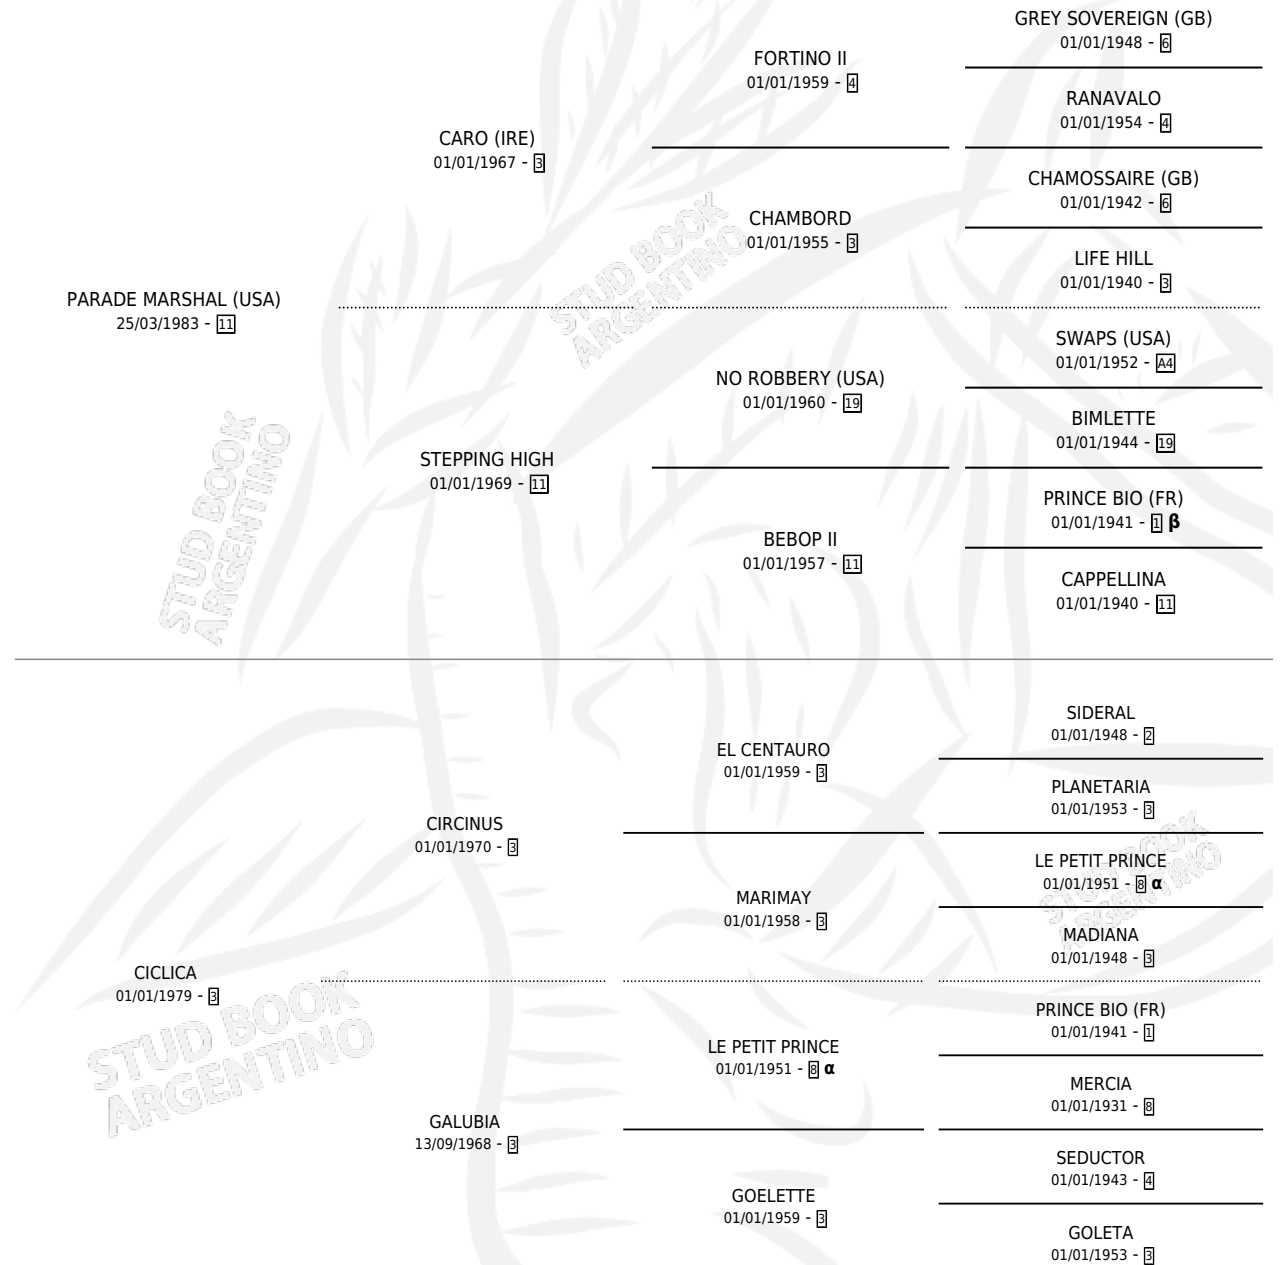 GREY SOVEREIGN (GB)
01/01/1948 - 6
FORTINO II
01/01/1959 - 4
RANAVALO
01/01/1954 - 4
CARO (IRE)
01/01/1967 - 3
CHAMOSSAIRE (GB)
01/01/1942 - 6
CHAMBORD
01/01/1955 - 3
LIFE HILL
01/01/1940 - 3
PARADE MARSHAL (USA)
25/03/1983 - 11
SWAPS (USA)
01/01/1952 - A4
NO ROBBERY (USA)
01/01/1960 - 19
BIMLETTE
01/01/1944 - 19
STEPPING HIGH
01/01/1969 - 11
PRINCE BIO (FR)
01/01/1941 - 1 β
BEBOP II
01/01/1957 - 11
CAPPELLINA
01/01/1940 - 11
SIDERAL
01/01/1948 - 2
EL CENTAURO
01/01/1959 - 3
PLANETARIA
01/01/1953 - 3
CIRCINUS
01/01/1970 - 3
LE PETIT PRINCE
01/01/1951 - 8 α
MARIMAY
01/01/1958 - 3
MADIANA
01/01/1948 - 3
CICLICA
01/01/1979 - 3
PRINCE BIO (FR)
01/01/1941 - 1
LE PETIT PRINCE
01/01/1951 - 8 α
MERCIA
01/01/1931 - 8
GALUBIA
13/09/1968 - 3
SEDUCTOR
01/01/1943 - 4
GOELETTE
01/01/1959 - 3
GOLETA
01/01/1953 - 3
STUD BOOK
ARGENTINO
STUD BOOK
ARGENTINO
STUD BOOK
ARGENTINO
STUD BOOK
ARGENTINO